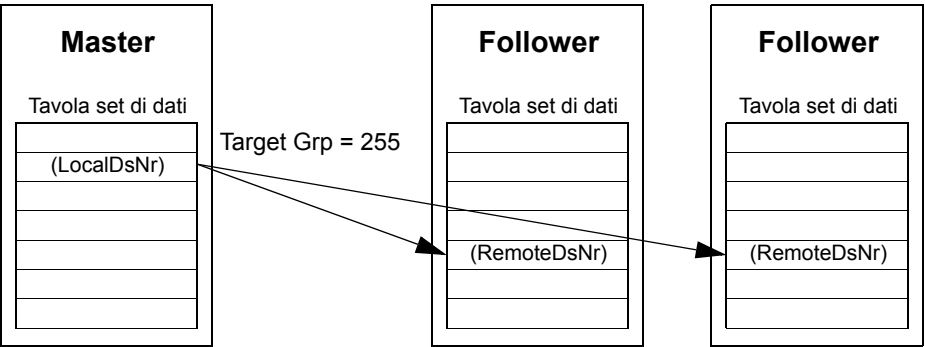 Master
Follower
Follower
Tavola set di dati
Tavola set di dati
Tavola set di dati
Target Grp = 255
(LocalDsNr)
(RemoteDsNr)
(RemoteDsNr)